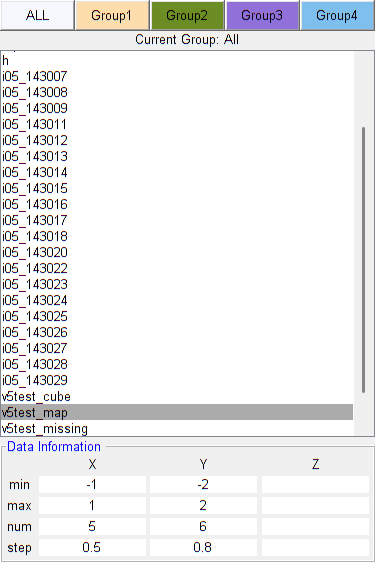 ALL Group1 Group2 Group3 Group4
Current Group: All
h
i05_143007
i05_143008
i05_143009
i05_143011
i05_143012
i05_143013
i05_143014
i05_143015
i05_143016
i05_143017
i05_143018
i05_143020
i05_143022
i05_143023
i05_143024
i05_143025
i05_143026
i05_143027
i05_143028
i05_143029
v5test_cube
v5test_map
v5test_missing
Data Information
X Y Z
min -1 -2
max 1 2
num 5 6
step 0.5 0.8